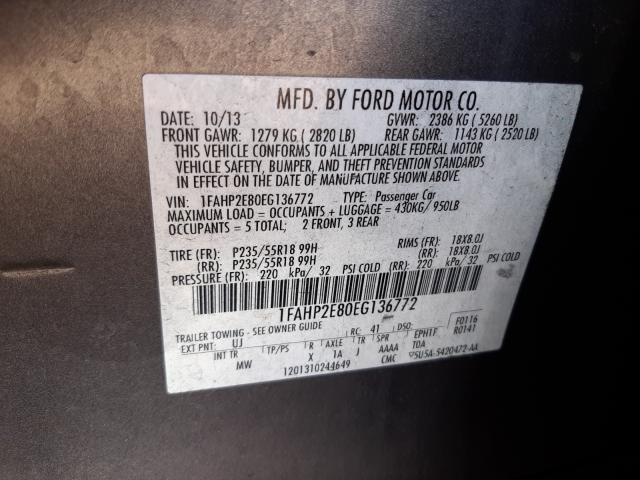 MFD. BY FORD MOTOR CO.
DATE: 10/13 GVWR: 2386 KG ( 5260 LB)
FRONT GAWR: 1279 KG ( 2820 LB) REAR GAWR: 1143 KG ( 2520 LB)
THIS VEHICLE CONFORMS TO ALL APPLICABLE FEDERAL MOTOR
VEHICLE SAFETY, BUMPER, AND THEFT PREVENTION STANDARDS
IN EFFECT ON THE DATE OF MANUFACTURE SHOWN ABOVE.
VIN: 1FAHP2E80EG136772 TYPE: Passenger Car
MAXIMUM LOAD = OCCUPANTS + LUGGAGE = 430KG/ 950LB
OCCUPANTS = 5 TOTAL; 2 FRONT, 3 REAR
TIRE (FR): P235/55R18 99H RIMS (FR): 18X8.0J
(RR): P235/55R18 99H (RR): 18X8.0J
PRESSURE (FR): 220 kPa/ 32 PSI COLD (RR): 220 kPa/ 32 PSI COLD
1FAHP2E80EG136772
TRAILER TOWING - SEE OWNER GUIDE F0116
EXT PNT: UJ RC: 41 DSO: R0141
INT TR TP/PS R AXLE TR SPR EPH1F
MW X 1A J AAAA TDA
1201310244649 CMC 5U5A-5420472-AA